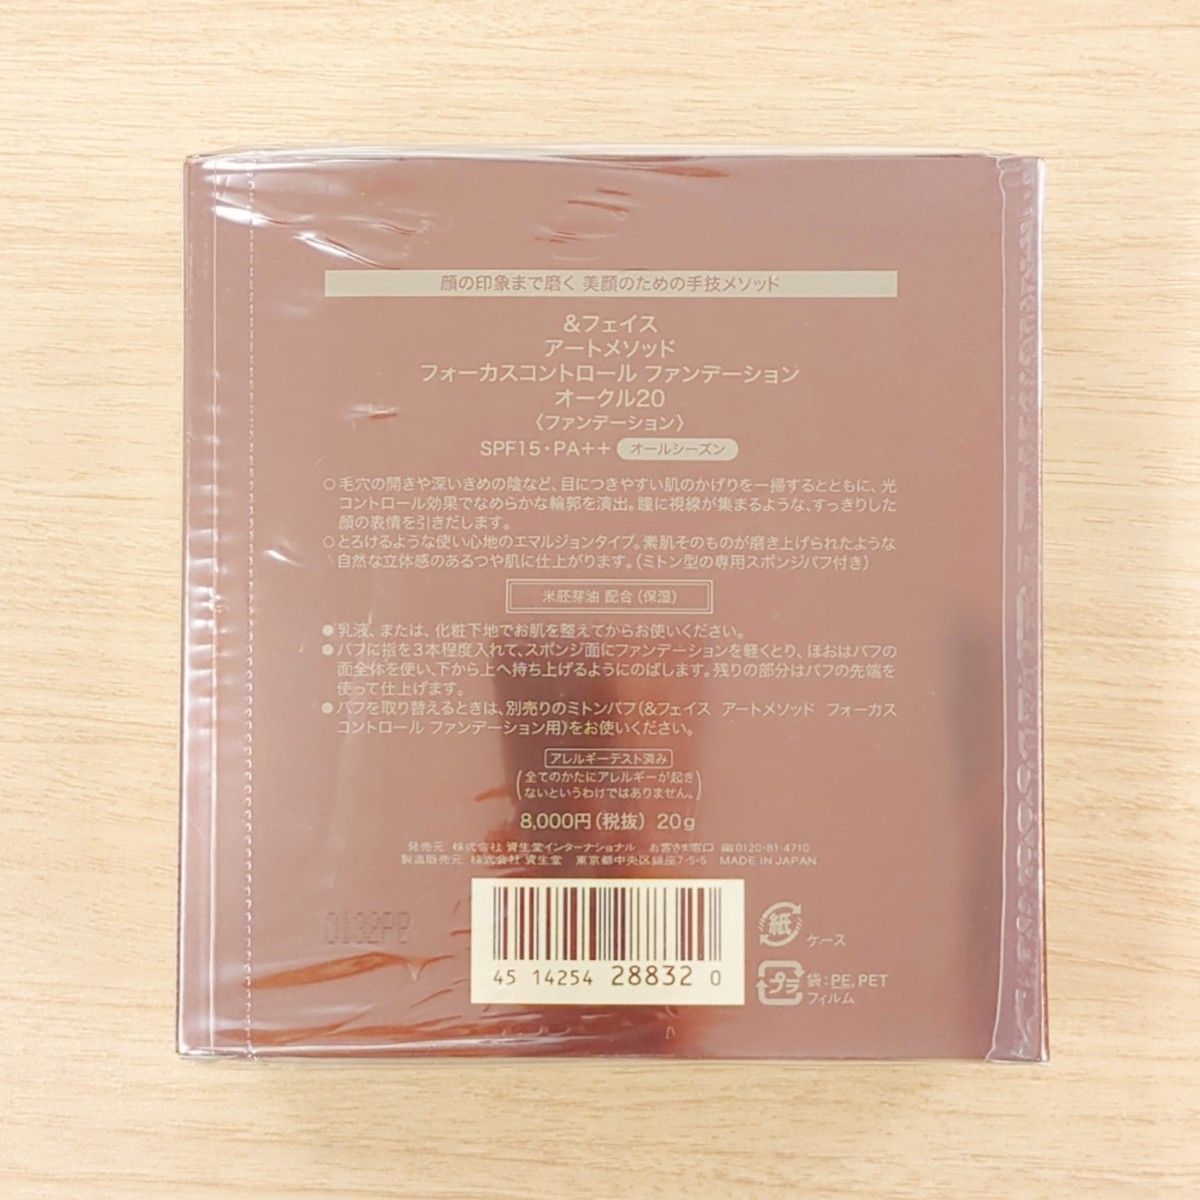 顔の印象まで磨く 美顔のための手技メソッド
&フェイス
アートメソッド
フォーカスコントロール ファンデーション
オークル20
〈ファンデーション〉
SPF15・PA++ オールシーズン
○毛穴の開きや深いきめの陰など、目につきやすい肌のかげりを一掃するとともに、光
コントロール効果でなめらかな輪郭を演出。瞳に視線が集まるような、すっきりした
顔の表情を引きだします。
○とろけるような使い心地のエマルジョンタイプ。素肌そのものが磨き上げられたような
自然な立体感のあるつや肌に仕上がります。（ミトン型の専用スポンジパフ付き）
米胚芽油 配合（保湿）
●乳液、または、化粧下地でお肌を整えてからお使いください。
●パフに指を3本程度入れて、スポンジ面にファンデーションを軽くとり、ほおはパフの
面全体を使い、下から上へ持ち上げるようにのばします。残りの部分はパフの先端を
使って仕上げます。
●パフを取り替えるときは、別売りのミトンパフ（&フェイス アートメソッド フォーカス
コントロール ファンデーション用）をお使いください。
アレルギーテスト済み
（全てのかたにアレルギーが起き
ないというわけではありません。）
8,000円（税抜） 20g
発売元 株式会社 資生堂インターナショナル お客さま窓口 0120-81-4710
製造販売元 株式会社 資生堂 東京都中央区銀座7-5-5 MADE IN JAPAN
45 14254 28832 0
紙 ケース
プラ 袋：PE, PET
フィルム